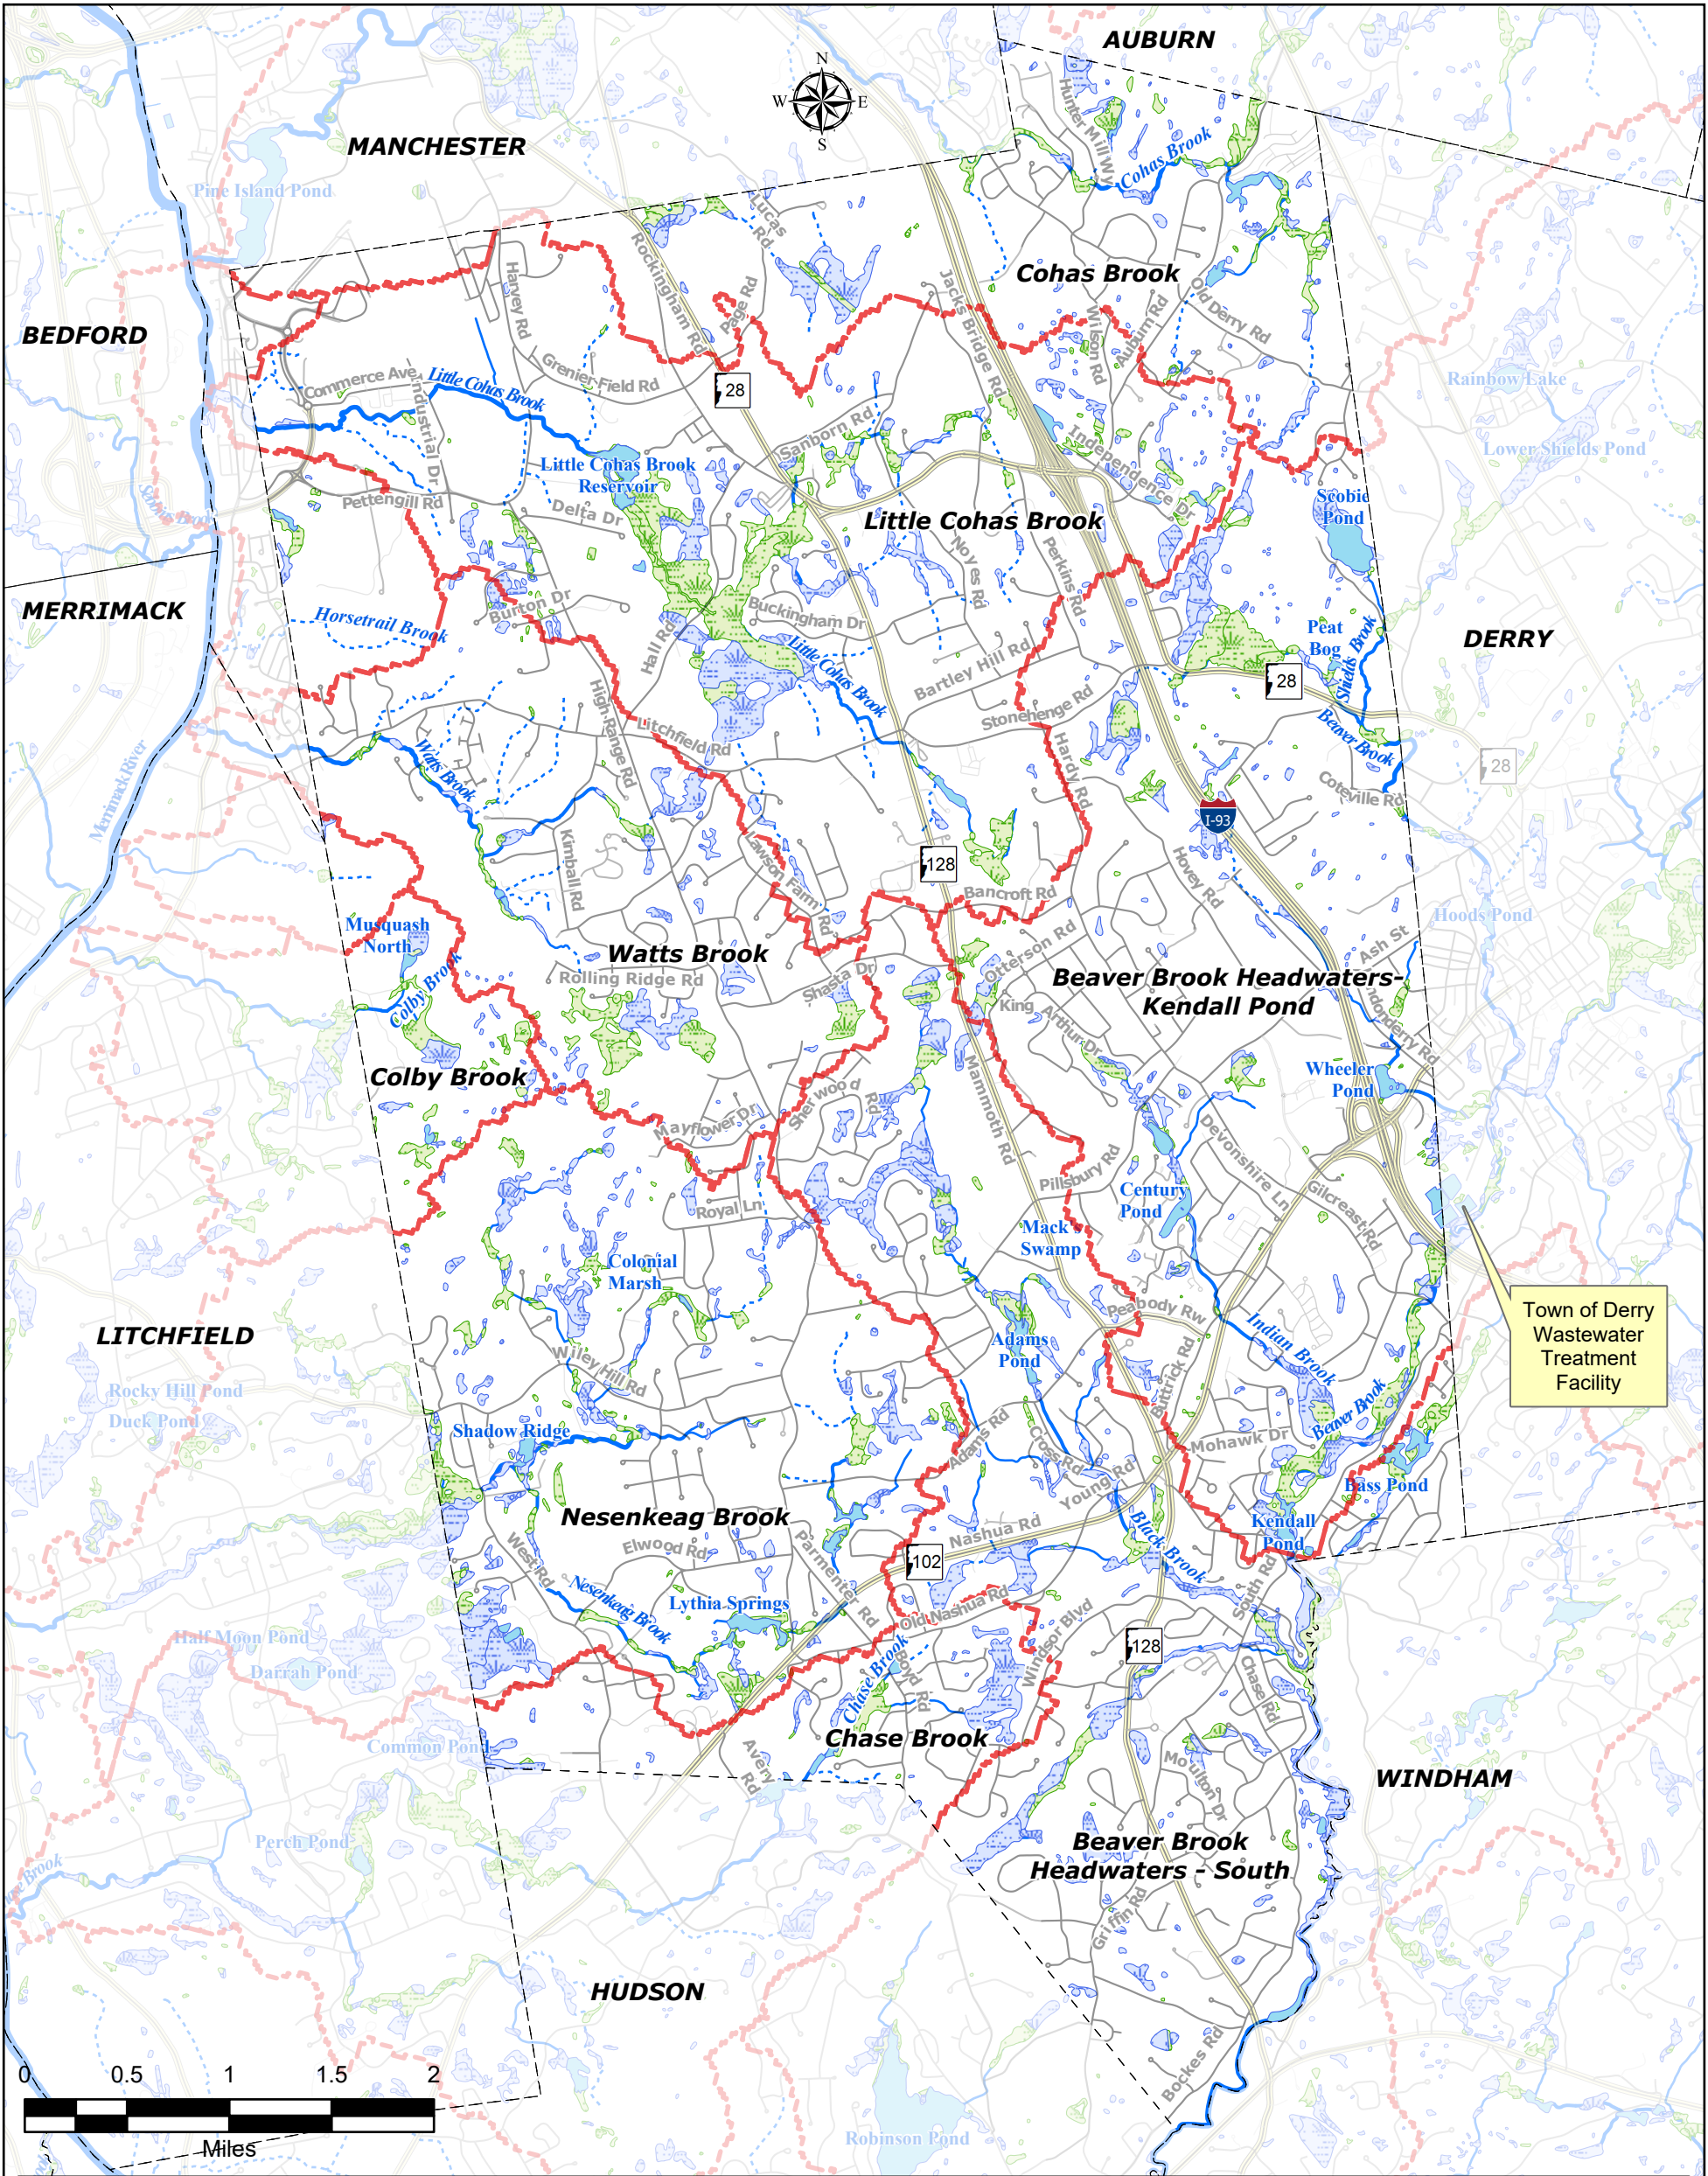 AUBURN
N
W
E
S
MANCHESTER
Hunter Mill Wy
Cohas Brook
Pine Island Pond
Lucas
Rd
Rockingham Rd
Harvey Rd
Page Rd
Jacks Bridge Rd
Cohas Brook
Old Derry Rd
Wilson Rd
Auburn Rd
BEDFORD
Grenier Field Rd
Commerce Ave
Little Cohas Brook
28
Rainbow Lake
Industrial Dr
Sanborn Rd
Independence Dr
Lower Shields Pond
Little Cohas Brook
Reservoir
Pettengill Rd
Delta Dr
Scobie
Pond
Little Cohas Brook
Noyes Rd
Perkins Rd
MERRIMACK
Horsetrail Brook
Burton Dr
Hall Rd
Buckingham Dr
Little Cohas Brook
Bartley Hill Rd
Peat
Bog
Shields Brook
DERRY
28
High Range Rd
Stonehenge Rd
Litchfield Rd
Hardy Rd
Beaver Brook
28
Watts Brook
Merrimack River
Coteville Rd
I-93
Kimball Rd
Lawson Farm Rd
128
Hovey Rd
Bancroft Rd
Hoods Pond
Musquash
North
Watts Brook
Rolling Ridge Rd
Shasta Dr
Otterson Rd
Ash St
Beaver Brook Headwaters-
Kendall Pond
Colby Brook
King Arthur Dr
Colby Brook
Sherwood
Rd
Mammoth Rd
Wheeler
Pond
Mayflower Dr
Devonshire Ln
Pillsbury Rd
Royal Ln
Century
Pond
Gilcreast Rd
Mack's
Swamp
Colonial
Marsh
Town of Derry
Wastewater
Treatment
Facility
LITCHFIELD
Peabody Rw
Indian Brook
Adams
Pond
Wiley Hill Rd
Buttrick Rd
Rocky Hill Pond
Duck Pond
Beaver Brook
Shadow Ridge
Adams Rd
Cross Rd
Mohawk Dr
Young Rd
Bass Pond
Nesenkeag Brook
Nashua Rd
Black Brook
Kendall
Pond
West Rd
Elwood Rd
Parmenter Rd
102
South Rd
Nesenkeag Brook
Lythia Springs
Old Nashua Rd
Windsor Blvd
Half Moon Pond
Darrah Pond
Chase Brook
Boyd Rd
128
Chase Rd
Common Pond
Chase Brook
Avery
Rd
Moulton Dr
WINDHAM
Perch Pond
Beaver Brook
Headwaters - South
Griffin Rd
HUDSON
Bockes Rd
0
0.5
1
1.5
2
Miles
Robinson Pond